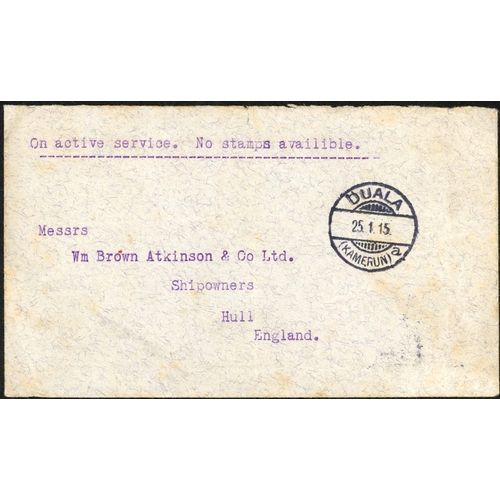 On active service. No stamps availible.
DUALA
25.1.15.
(KAMERUN) a
Messrs
Wm Brown Atkinson & Co Ltd.
Shipowners
Hull
England.